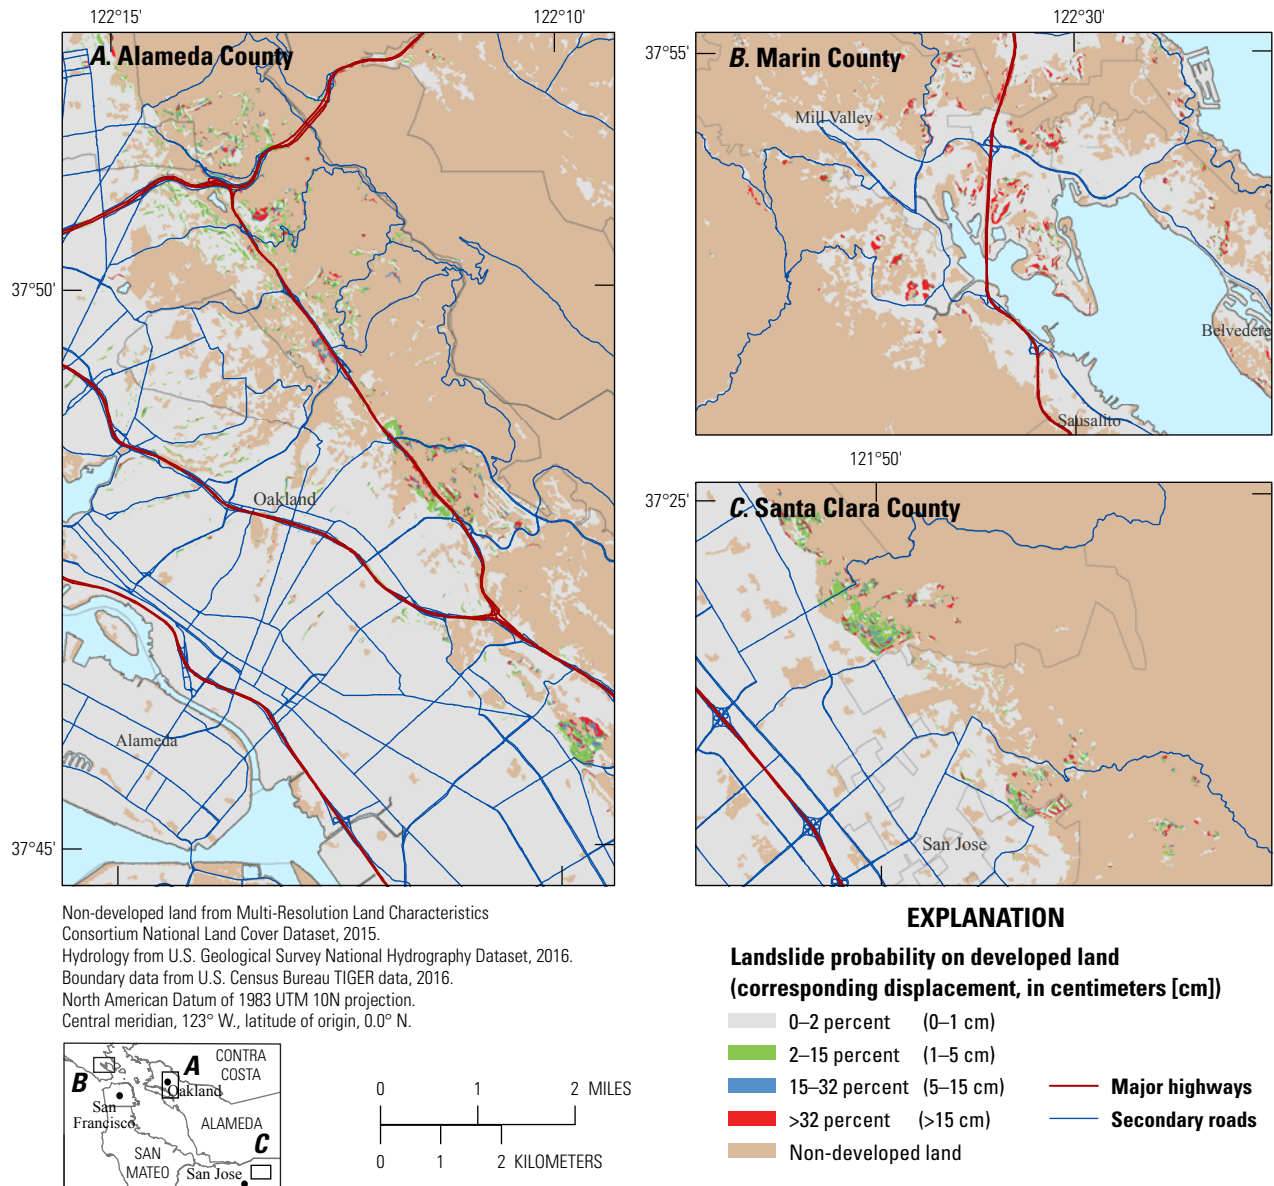 122°15'
122°10'
A. Alameda County
37°50'
Oakland
Alameda
37°45'
122°30'
37°55'
B. Marin County
Mill Valley
Belvedere
Sausalito
121°50'
37°25'
C. Santa Clara County
San Jose
Non-developed land from Multi-Resolution Land Characteristics
Consortium National Land Cover Dataset, 2015.
Hydrology from U.S. Geological Survey National Hydrography Dataset, 2016.
Boundary data from U.S. Census Bureau TIGER data, 2016.
North American Datum of 1983 UTM 10N projection.
Central meridian, 123° W., latitude of origin, 0.0° N.
A
CONTRA
COSTA
B
Oakland
San
Francisco
ALAMEDA
C
SAN
MATEO
San Jose
0 1 2 MILES
0 1 2 KILOMETERS
EXPLANATION
Landslide probability on developed land
(corresponding displacement, in centimeters [cm])
0–2 percent (0–1 cm)
2–15 percent (1–5 cm)
15–32 percent (5–15 cm)
>32 percent (>15 cm)
Non-developed land
Major highways
Secondary roads